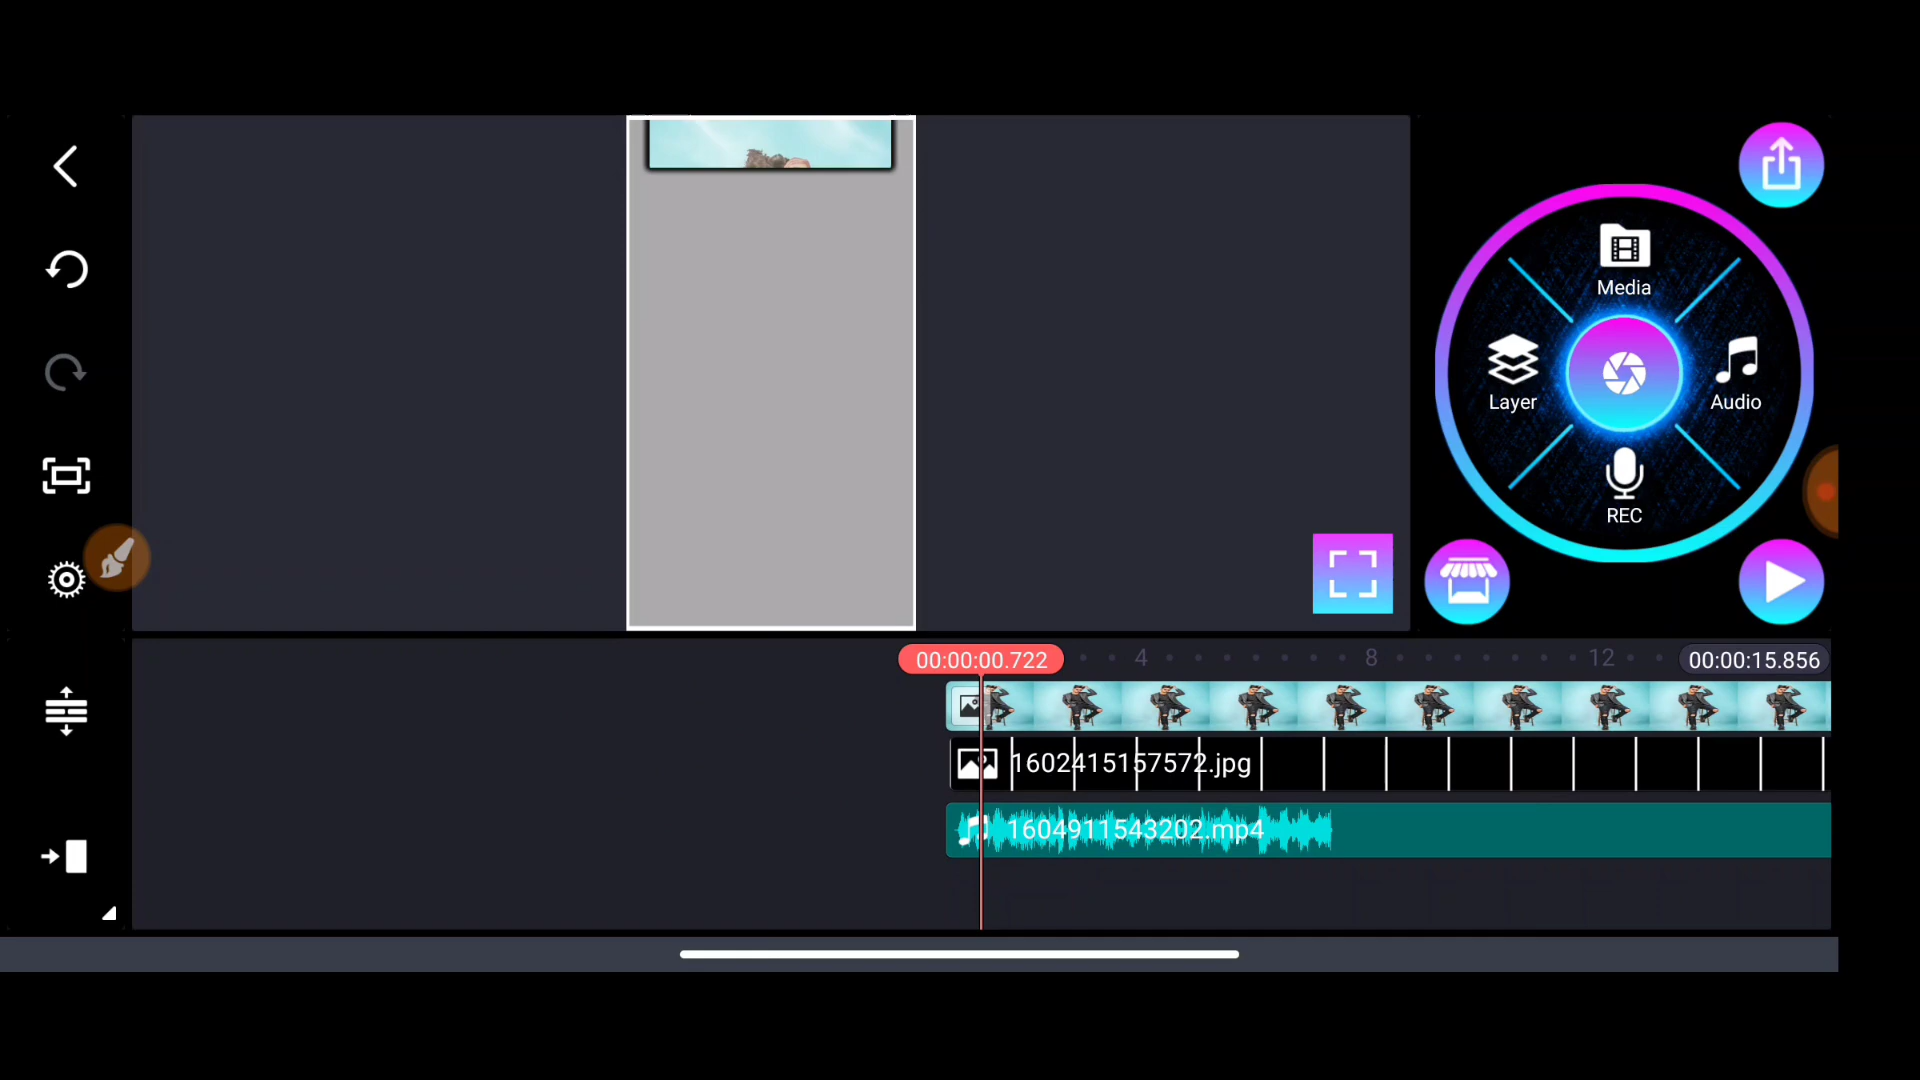 Media
Layer
Audio
REC
00:00:00.722
4
8
12
00:00:15.856
1602415157572.jpg
1604911543202.mp4